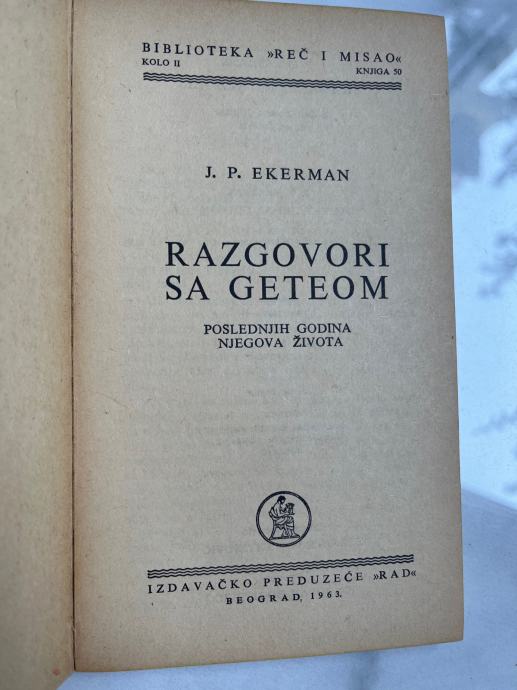 BIBLIOTEKA »REČ I MISAO«
KOLO II KNJIGA 50
J. P. EKERMAN
RAZGOVORI
SA GETEOM
POSLEDNJIH GODINA
NJEGOVA ŽIVOTA
IZDAVAČKO PREDUZEĆE »RAD«
BEOGRAD, 1963.